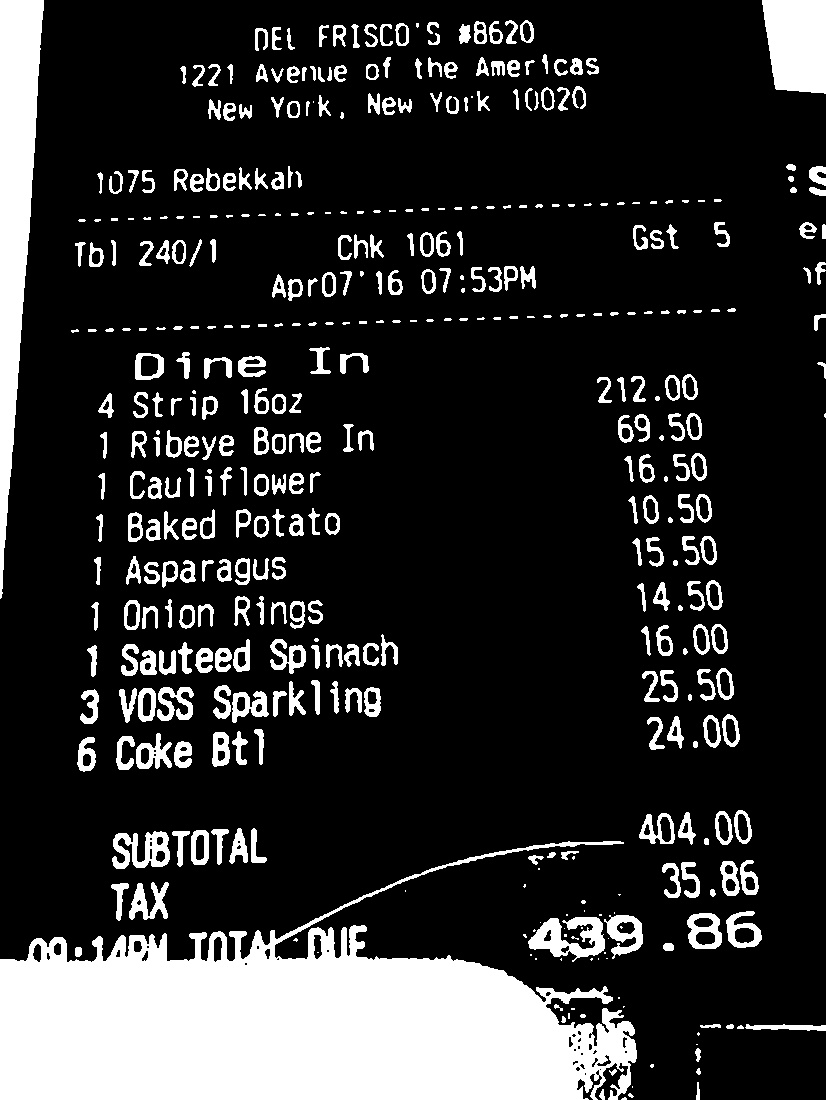 DEL FRISCO'S #8620
1221 Avenue of the Americas
New York, New York 10020
1075 Rebekkah
Tbl 240/1 Chk 1061 Gst 5
Apr07'16 07:53PM
Dine In
4 Strip 16oz 212.00
1 Ribeye Bone In 69.50
1 Cauliflower 16.50
1 Baked Potato 10.50
1 Asparagus 15.50
1 Onion Rings 14.50
1 Sauteed Spinach 16.00
3 VOSS Sparkling 25.50
6 Coke Btl 24.00
SUBTOTAL 404.00
TAX 35.86
09:14PM TOTAL DUE 439.86